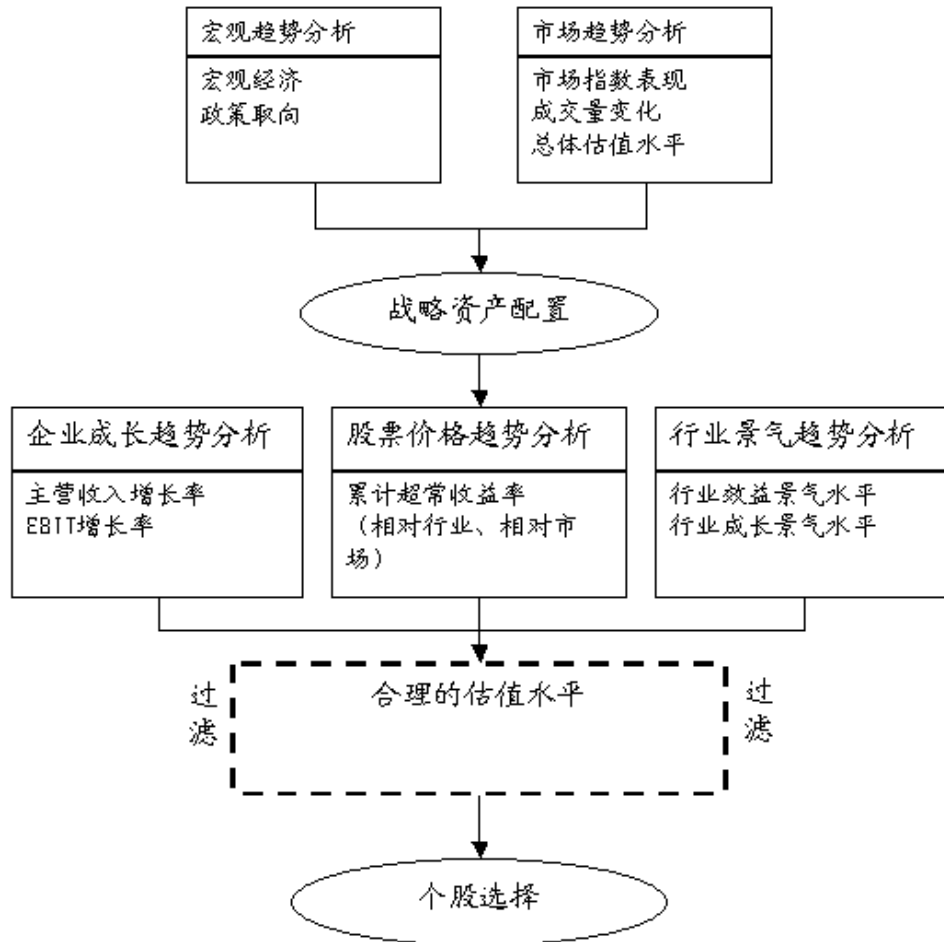 宏观趋势分析
宏观经济
政策取向
市场趋势分析
市场指数表现
成交量变化
总体估值水平
战略资产配置
企业成长趋势分析
主营收入增长率
EBIT增长率
股票价格趋势分析
累计超常收益率
（相对行业、相对市
场）
行业景气趋势分析
行业效益景气水平
行业成长景气水平
过
滤
合理的估值水平
过
滤
个股选择